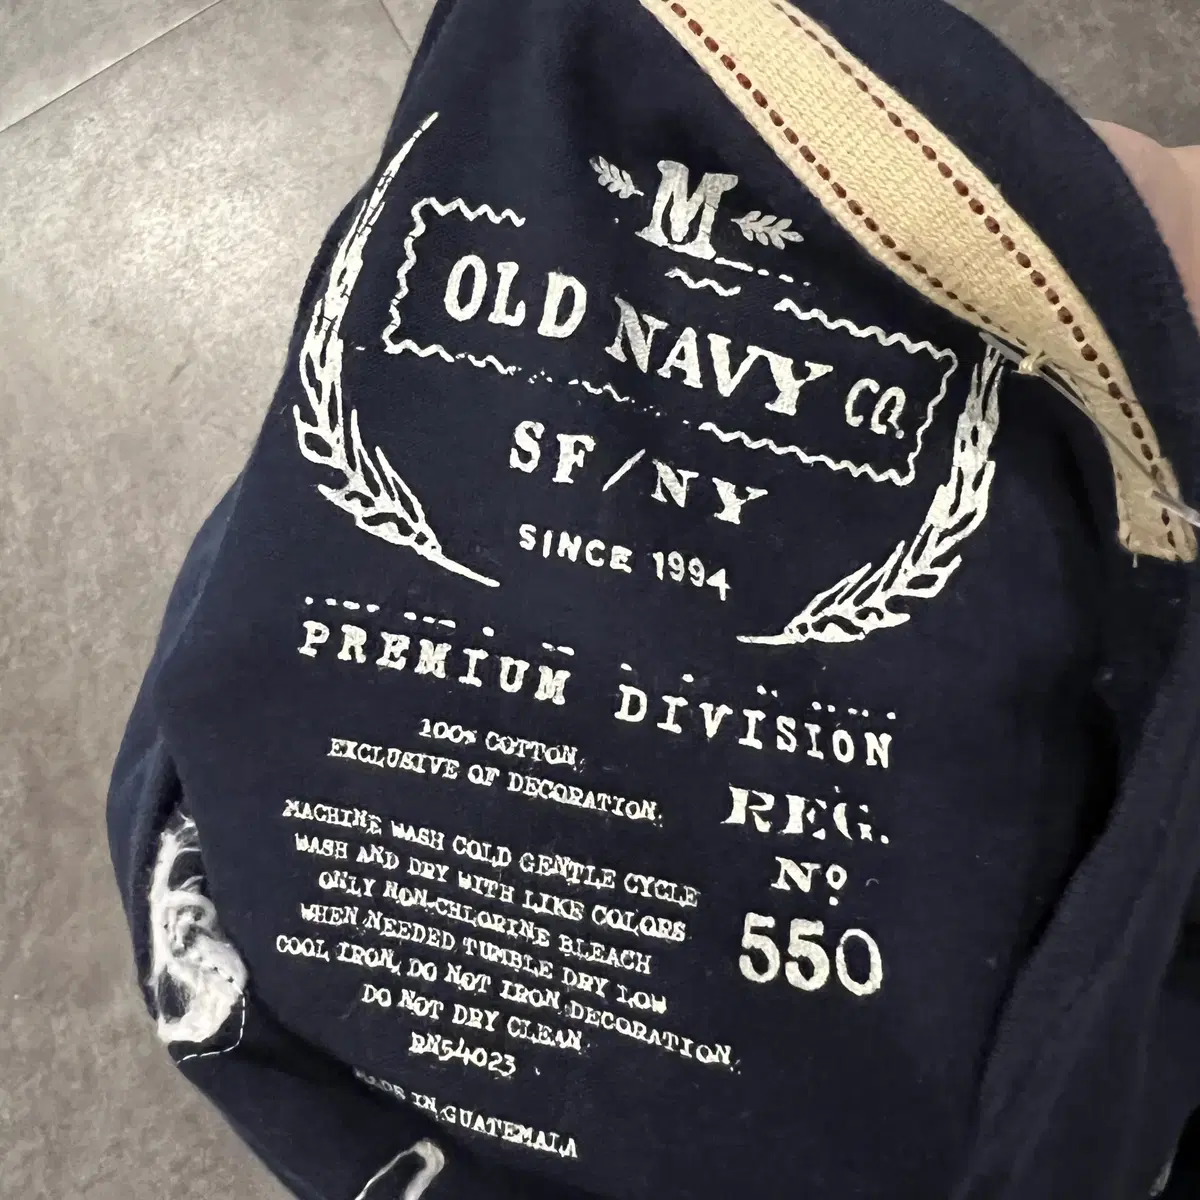 M
OLD NAVY CO.
SF/NY
SINCE 1994
PREMIUM DIVISION
100% COTTON.
EXCLUSIVE OF DECORATION.
MACHINE WASH COLD GENTLE CYCLE
WASH AND DRY WITH LIKE COLORS
ONLY NON-CHLORINE BLEACH
WHEN NEEDED TUMBLE DRY LOW
COOL IRON, DO NOT IRON DECORATION.
DO NOT DRY CLEAN.
RN54023
MADE IN GUATEMALA
REG.
Nº
550